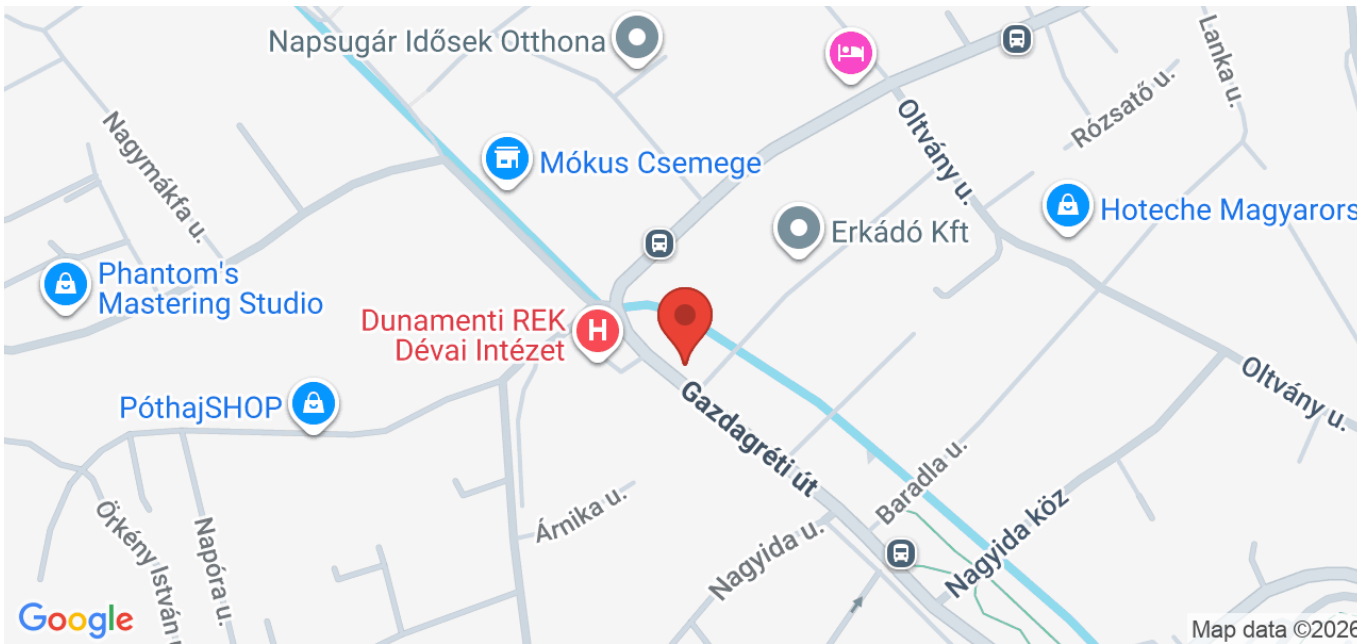 Napsugár Idősek Otthona
Lanka u.
Rózsatő u.
Oltvány u.
Nagymákfa u.
Mókus Csemege
Hoteche Magyarors
Erkádó Kft
Phantom's
Mastering Studio
Dunamenti REK
Dévai Intézet
H
PóthajSHOP
Gazdagréti út
Oltvány u.
Baradla u.
Árnika u.
Nagyida u.
Nagyida köz
Örkény István
Napóra u.
Google
Map data ©2026